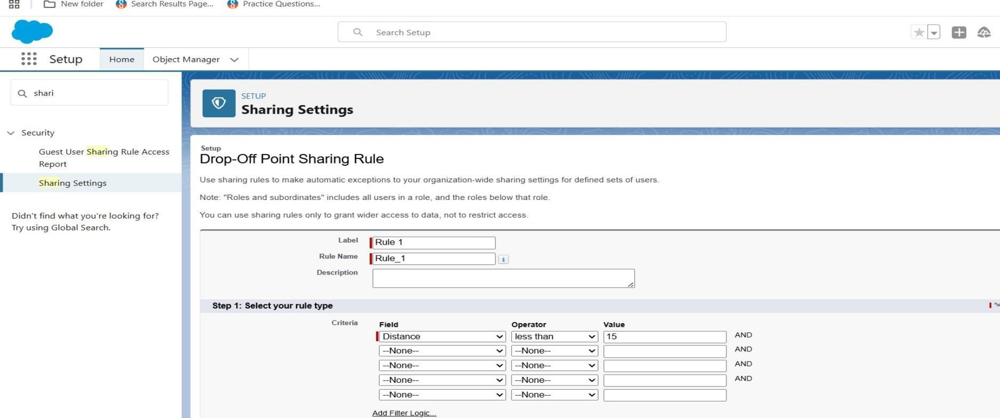 New folder Search Results Page... Practice Questions...
Search Setup
Setup Home Object Manager
shari
SETUP
Sharing Settings
Security
Guest User Sharing Rule Access
Report
Sharing Settings
Didn't find what you're looking for?
Try using Global Search.
Setup
Drop-Off Point Sharing Rule
Use sharing rules to make automatic exceptions to your organization-wide sharing settings for defined sets of users.
Note: "Roles and subordinates" includes all users in a role, and the roles below that role.
You can use sharing rules only to grant wider access to data, not to restrict access.
Label Rule 1
Rule Name Rule_1 i
Description
Step 1: Select your rule type *=
Criteria Field Operator Value
Distance less than 15 AND
--None-- --None-- AND
--None-- --None-- AND
--None-- --None-- AND
--None-- --None--
Add Filter Logic...